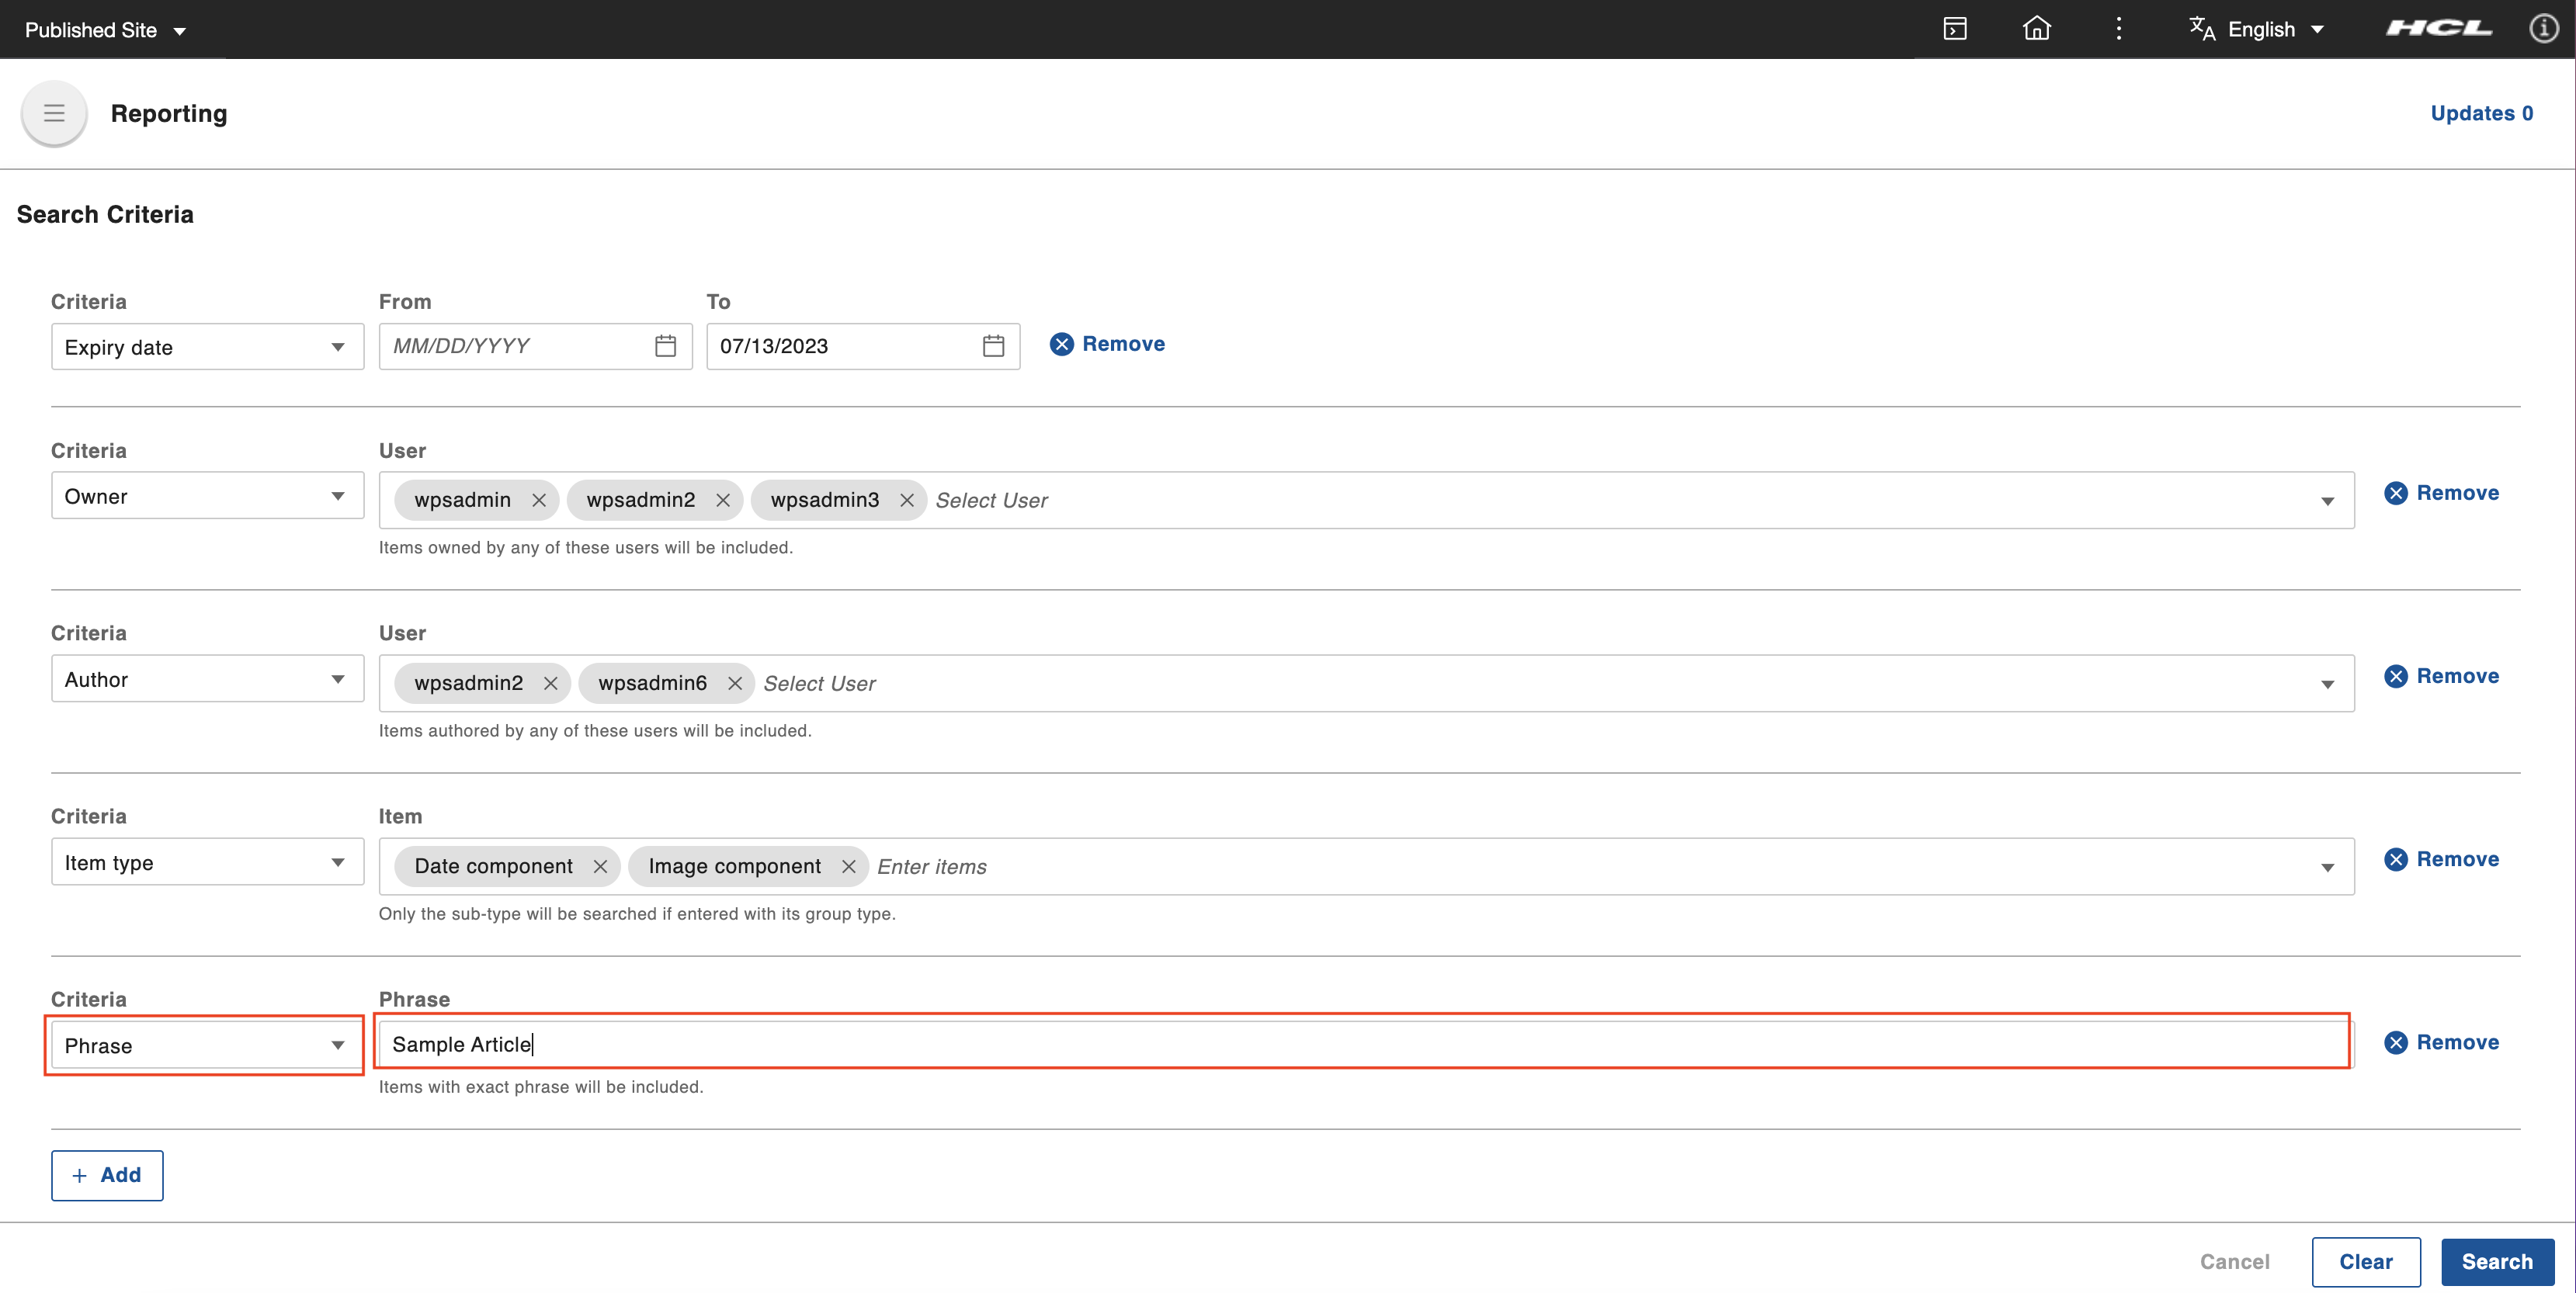 Published Site
English
HCL
Reporting
Updates 0
Search Criteria
Criteria From To
Expiry date MM/DD/YYYY 07/13/2023 Remove
Criteria User
Owner wpsadmin wpsadmin2 wpsadmin3 Select User Remove
Items owned by any of these users will be included.
Criteria User
Author wpsadmin2 wpsadmin6 Select User Remove
Items authored by any of these users will be included.
Criteria Item
Item type Date component Image component Enter items Remove
Only the sub-type will be searched if entered with its group type.
Criteria Phrase
Phrase Sample Article Remove
Items with exact phrase will be included.
+ Add
Cancel Clear Search